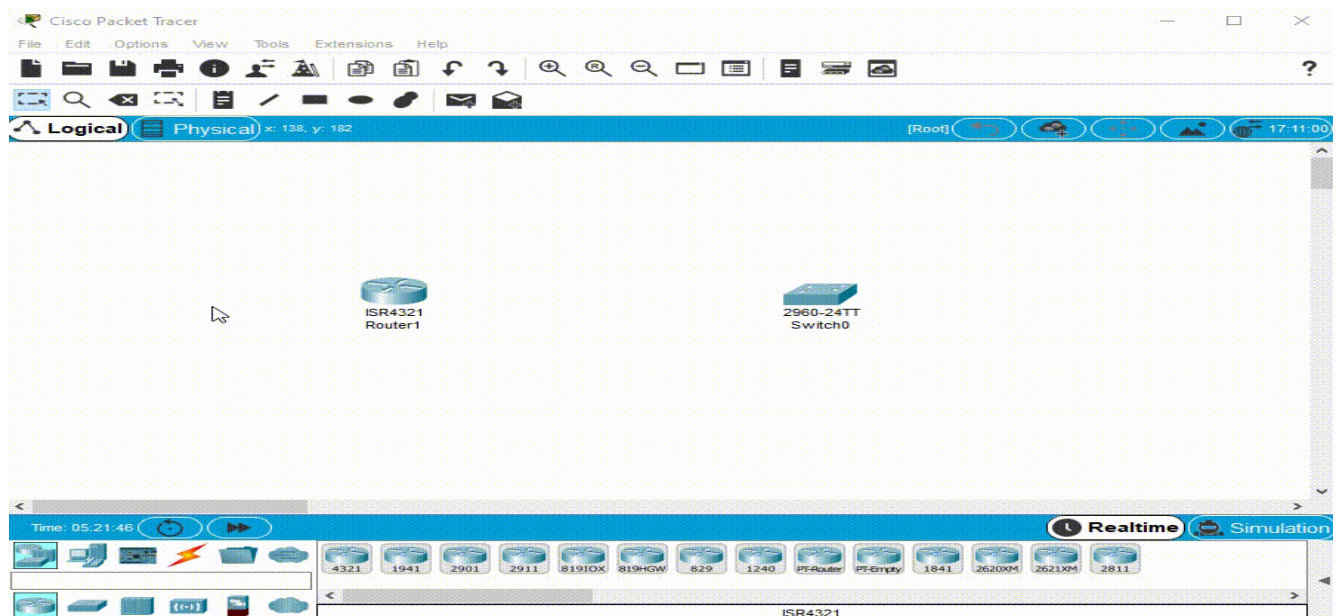 Cisco Packet Tracer
File Edit Options View Tools Extensions Help
?
Logical Physical x: 138, y: 182 [Root] 17:11:00
ISR4321
Router1
2960-24TT
Switch0
Time: 05:21:46 Realtime Simulation
4321 1941 2901 2911 819IOX 819HGW 829 1240 PT-Router PT-Empty 1841 2620XM 2621XM 2811
ISR4321